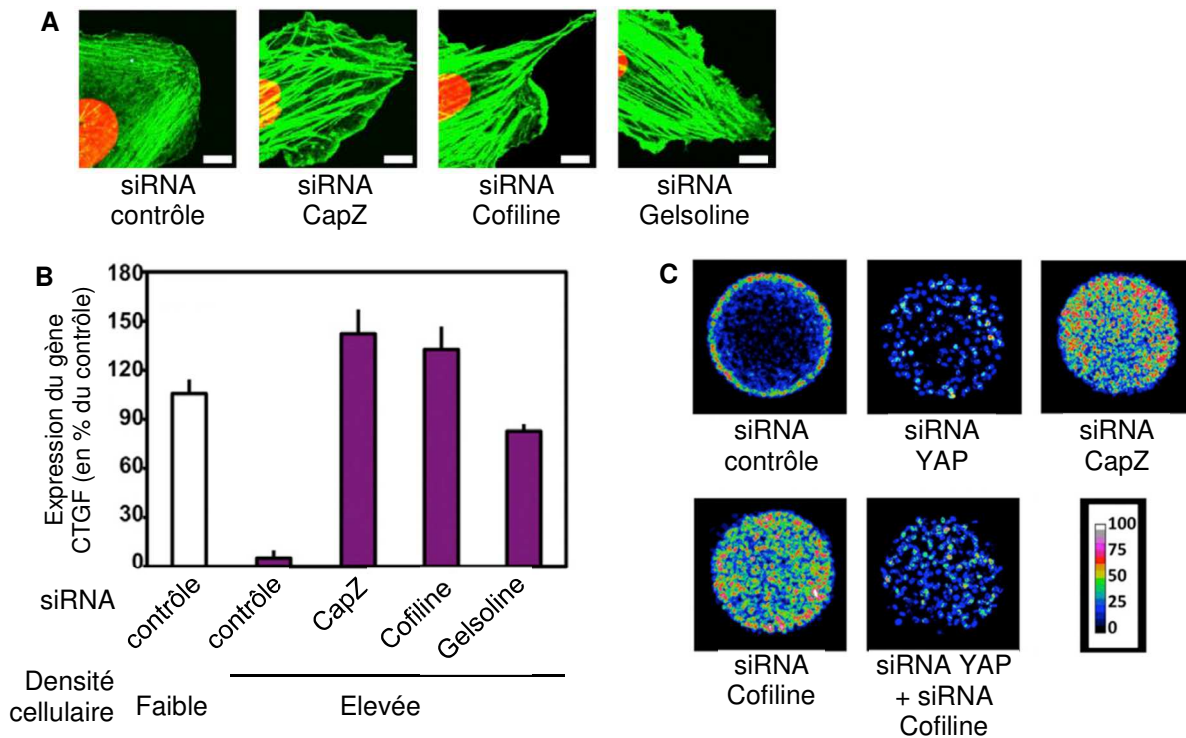 A
siRNA
contrôle
siRNA
CapZ
siRNA
Cofiline
siRNA
Gelsoline
B
Expression du gène
CTGF (en % du contrôle)
180
150
120
90
60
30
0
siRNA
contrôle
contrôle
CapZ
Cofiline
Gelsoline
Densité
cellulaire
Faible
Elevée
C
siRNA
contrôle
siRNA
YAP
siRNA
CapZ
siRNA
Cofiline
siRNA YAP
+ siRNA
Cofiline
100
75
50
25
0